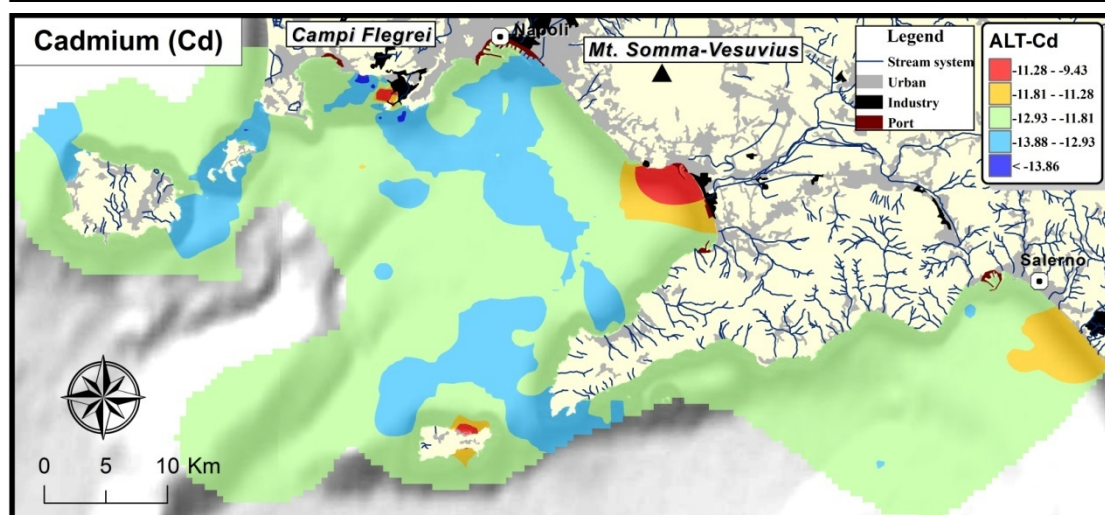 Cadmium (Cd)
Campi Flegrei
Napoli
Mt. Somma-Vesuvius
Legend
Stream system
Urban
Industry
Port
ALT-Cd
-11.28 - -9.43
-11.81 - -11.28
-12.93 - -11.81
-13.88 - -12.93
< -13.86
Salerno
0 5 10 Km